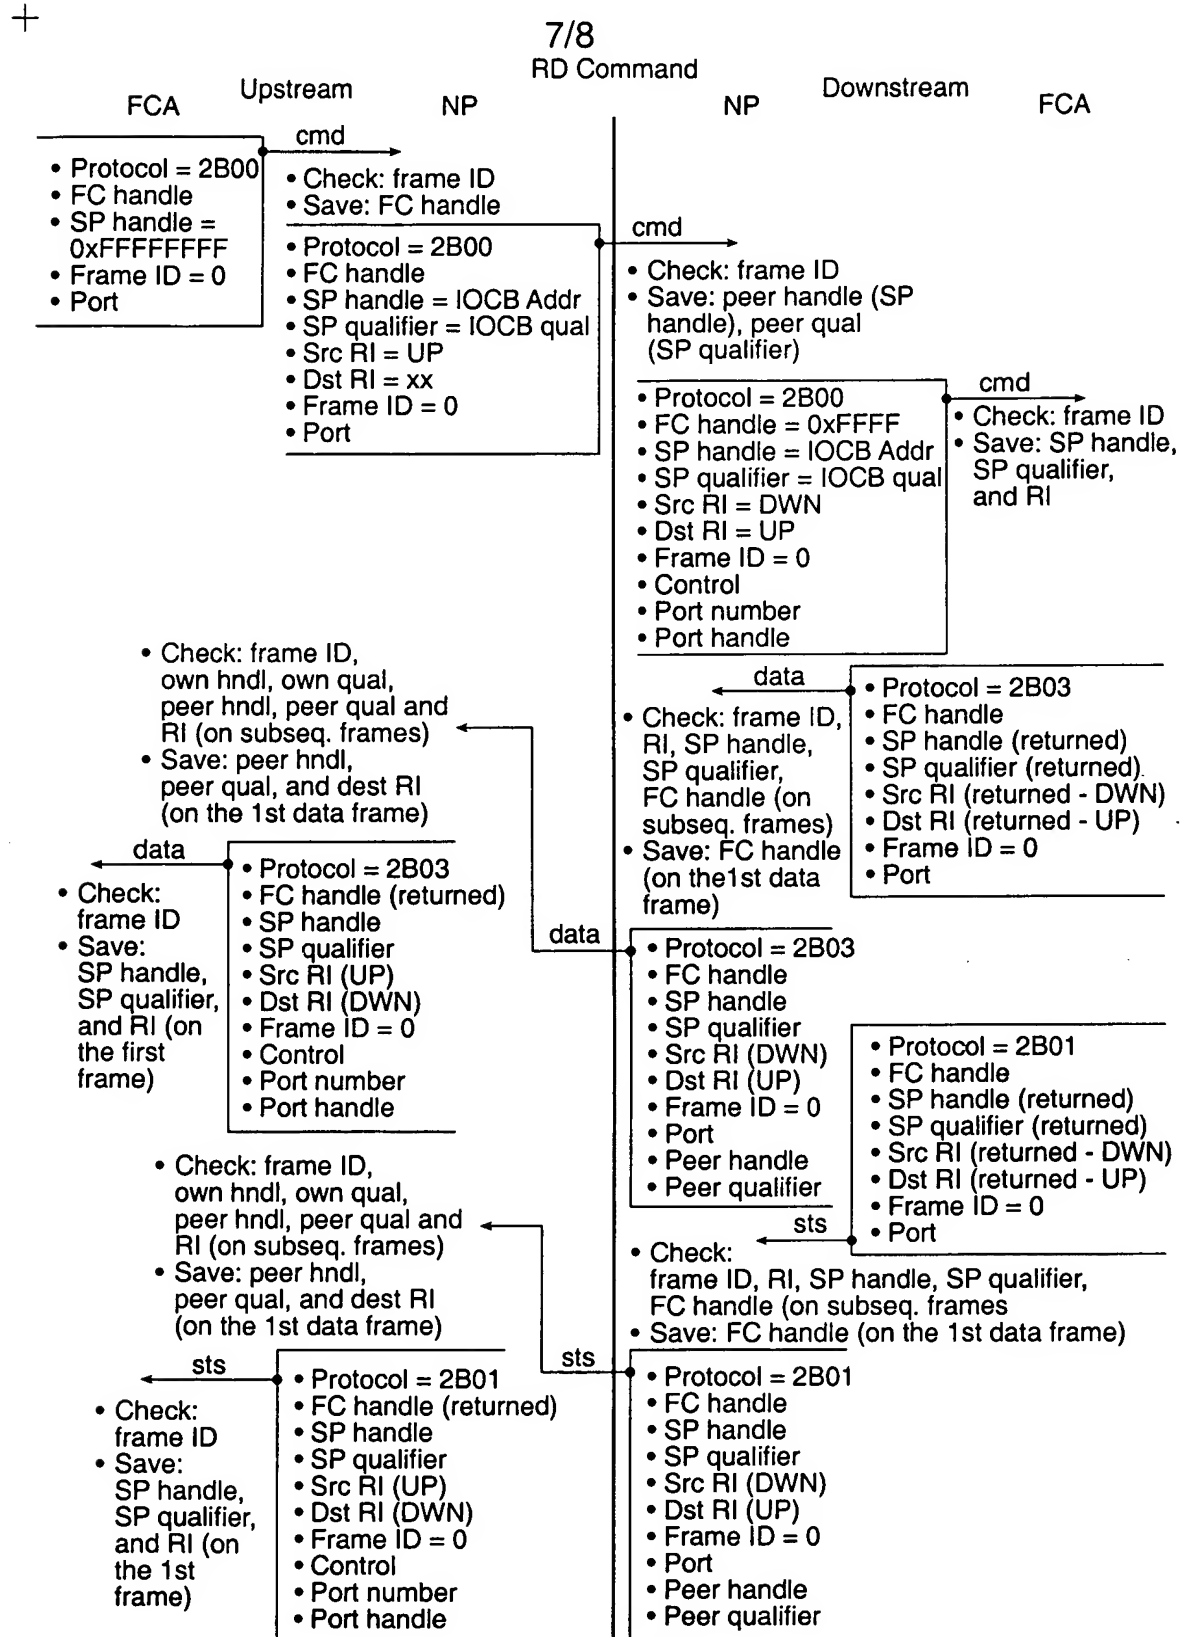 7/8
RD Command
Upstream
Downstream
FCA
NP
NP
FCA
cmd
• Protocol = 2B00
• FC handle
• SP handle =
0xFFFFFFFF
• Frame ID = 0
• Port
• Check: frame ID
• Save: FC handle
• Protocol = 2B00
• FC handle
• SP handle = IOCB Addr
• SP qualifier = IOCB qual
• Src RI = UP
• Dst RI = xx
• Frame ID = 0
• Port
cmd
• Check: frame ID
• Save: peer handle (SP
handle), peer qual
(SP qualifier)
• Protocol = 2B00
• FC handle = 0xFFFF
• SP handle = IOCB Addr
• SP qualifier = IOCB qual
• Src RI = DWN
• Dst RI = UP
• Frame ID = 0
• Control
• Port number
• Port handle
cmd
• Check: frame ID
• Save: SP handle,
SP qualifier,
and RI
data
• Protocol = 2B03
• FC handle
• SP handle (returned)
• SP qualifier (returned)
• Src RI (returned - DWN)
• Dst RI (returned - UP)
• Frame ID = 0
• Port
• Check: frame ID,
RI, SP handle,
SP qualifier,
FC handle (on
subseq. frames)
• Save: FC handle
(on the1st data
frame)
• Check: frame ID,
own hndl, own qual,
peer hndl, peer qual and
RI (on subseq. frames)
• Save: peer hndl,
peer qual, and dest RI
(on the 1st data frame)
data
• Protocol = 2B03
• FC handle
• SP handle
• SP qualifier
• Src RI (DWN)
• Dst RI (UP)
• Frame ID = 0
• Port
• Peer handle
• Peer qualifier
data
• Protocol = 2B03
• FC handle (returned)
• SP handle
• SP qualifier
• Src RI (UP)
• Dst RI (DWN)
• Frame ID = 0
• Control
• Port number
• Port handle
• Check:
frame ID
• Save:
SP handle,
SP qualifier,
and RI (on
the first
frame)
• Protocol = 2B01
• FC handle
• SP handle (returned)
• SP qualifier (returned)
• Src RI (returned - DWN)
• Dst RI (returned - UP)
• Frame ID = 0
• Port
sts
• Check:
frame ID, RI, SP handle, SP qualifier,
FC handle (on subseq. frames
• Save: FC handle (on the 1st data frame)
• Check: frame ID,
own hndl, own qual,
peer hndl, peer qual and
RI (on subseq. frames)
• Save: peer hndl,
peer qual, and dest RI
(on the 1st data frame)
sts
• Protocol = 2B01
• FC handle
• SP handle
• SP qualifier
• Src RI (DWN)
• Dst RI (UP)
• Frame ID = 0
• Port
• Peer handle
• Peer qualifier
sts
• Protocol = 2B01
• FC handle (returned)
• SP handle
• SP qualifier
• Src RI (UP)
• Dst RI (DWN)
• Frame ID = 0
• Control
• Port number
• Port handle
• Check:
frame ID
• Save:
SP handle,
SP qualifier,
and RI (on
the 1st
frame)